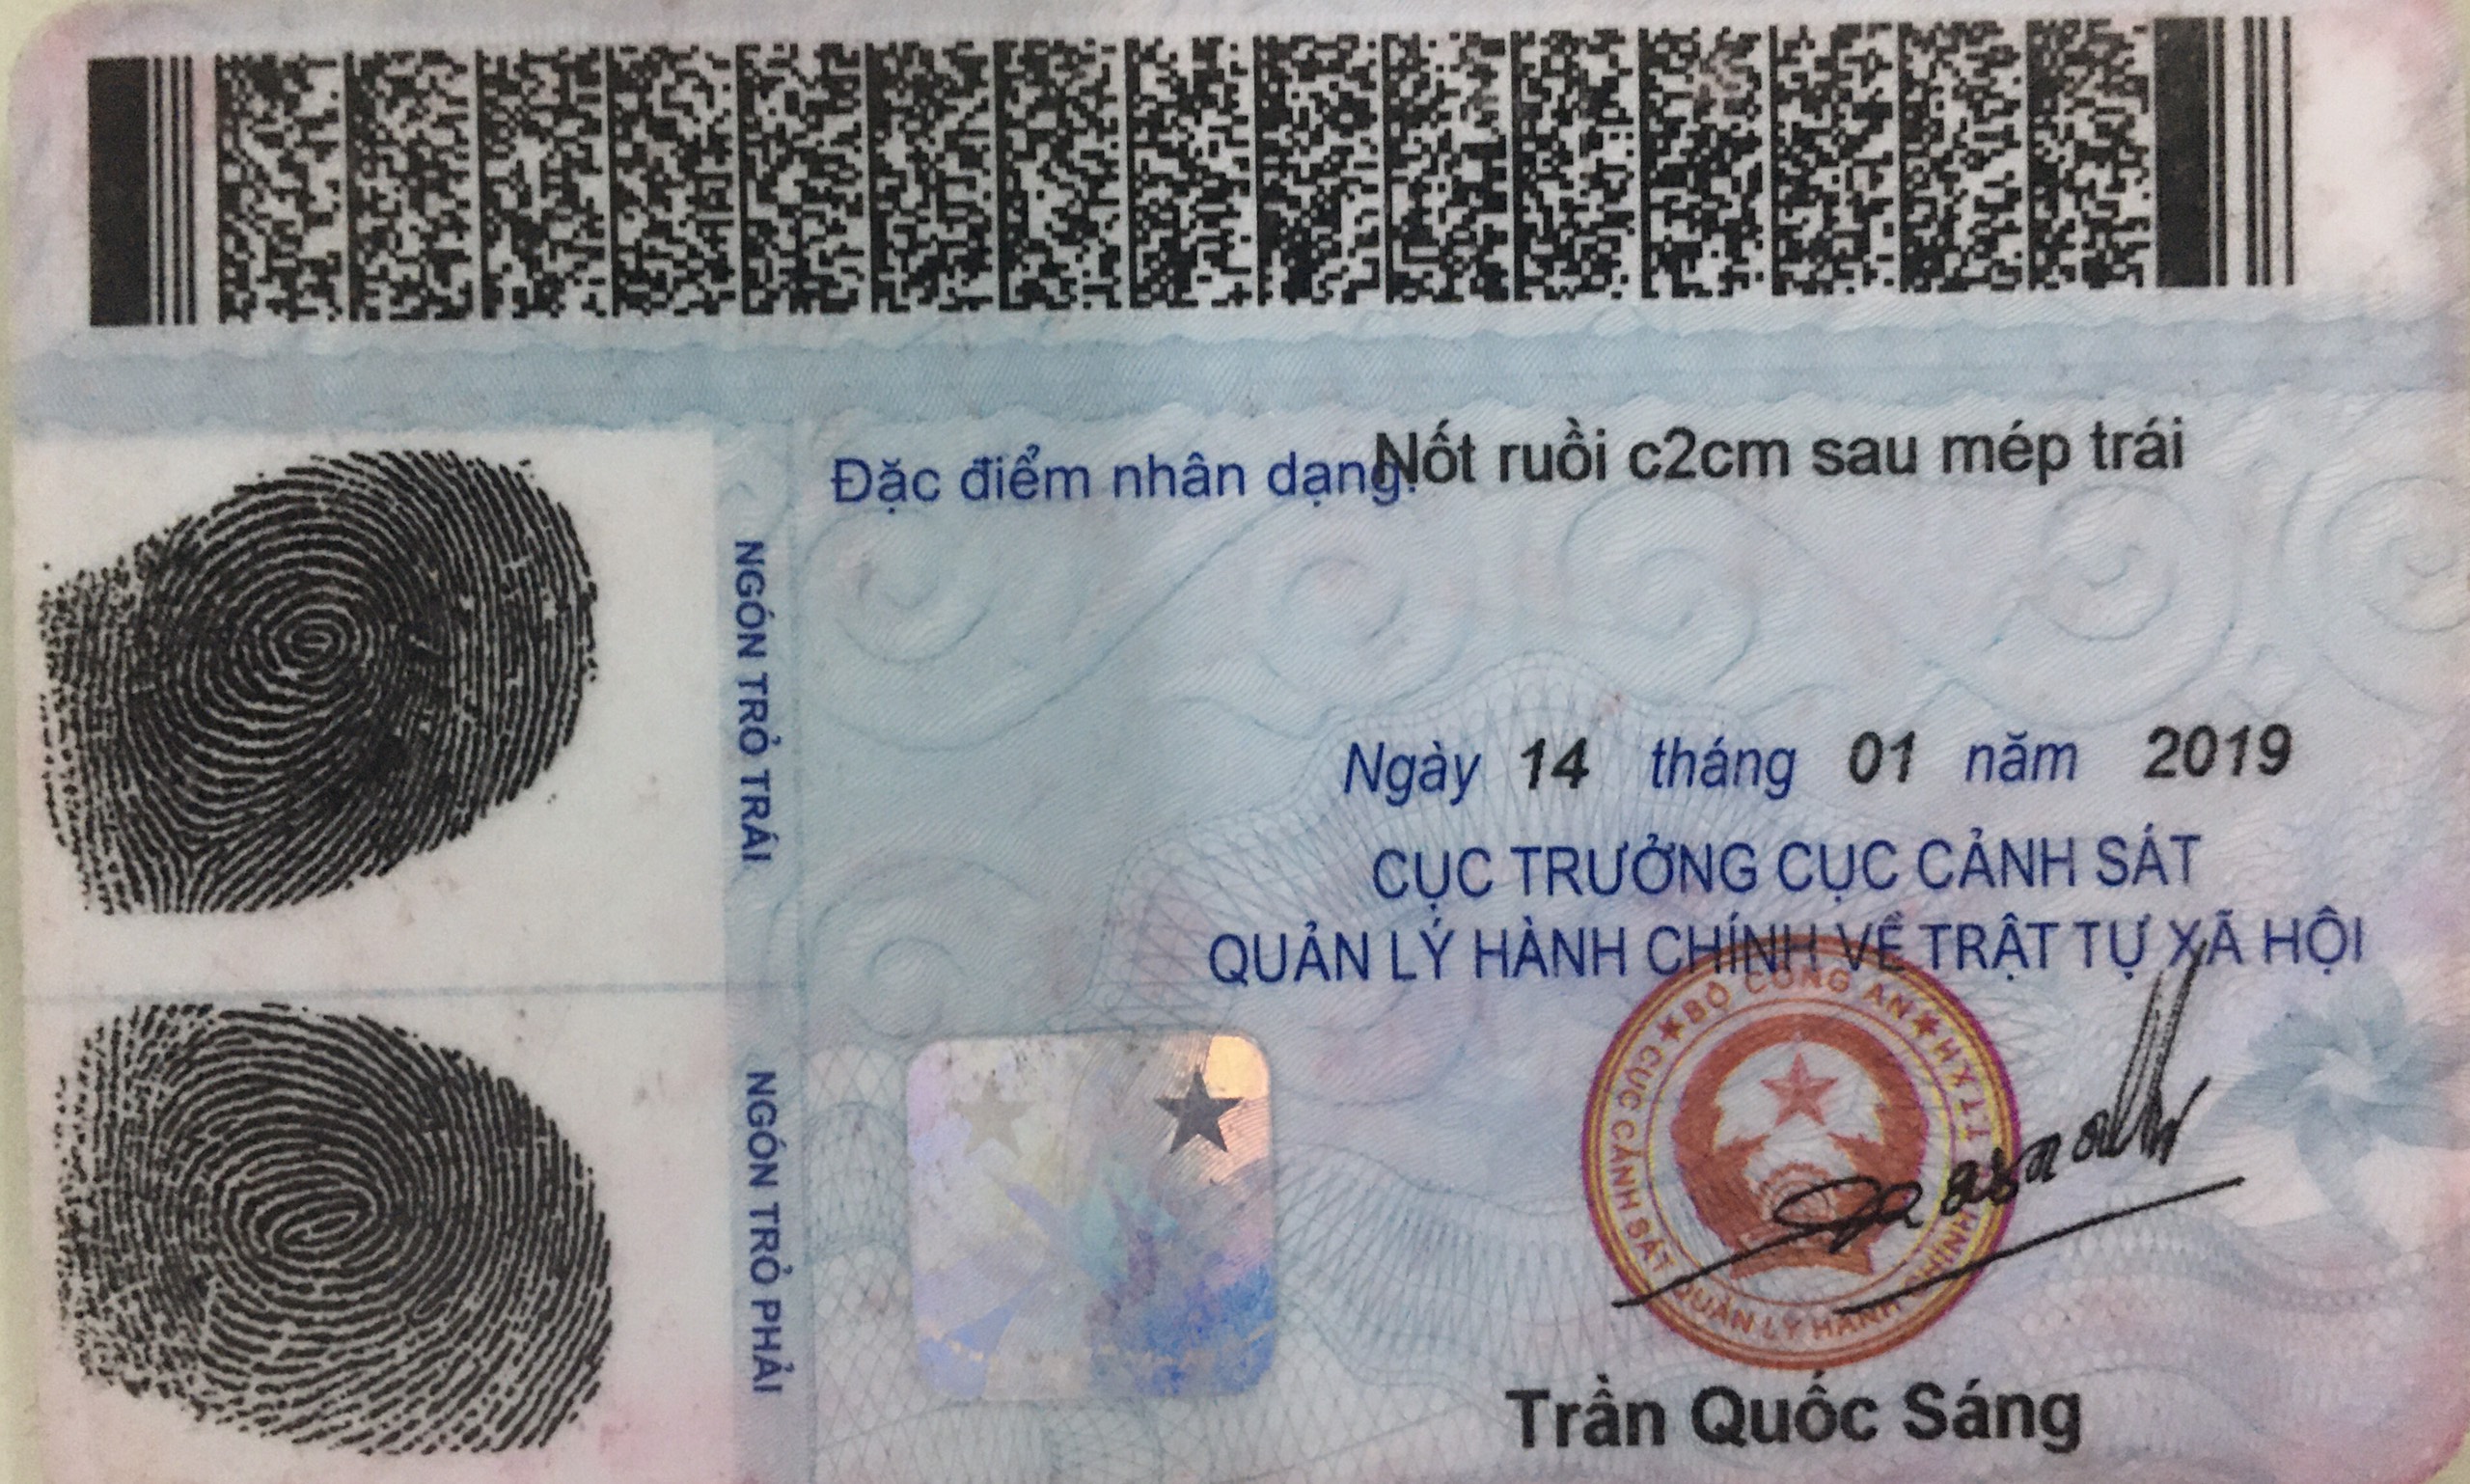 Đặc điểm nhân dạng: Nốt ruồi c2cm sau mép trái
NGÓN TRỎ TRÁI
Ngày 14 tháng 01 năm 2019
CỤC TRƯỞNG CỤC CẢNH SÁT
QUẢN LÝ HÀNH CHÍNH VỀ TRẬT TỰ XÃ HỘI
NGÓN TRỎ PHẢI
★ BỘ CÔNG AN ★
CỤC CẢNH SÁT QUẢN LÝ HÀNH CHÍNH VỀ TTXH
Trần Quốc Sáng